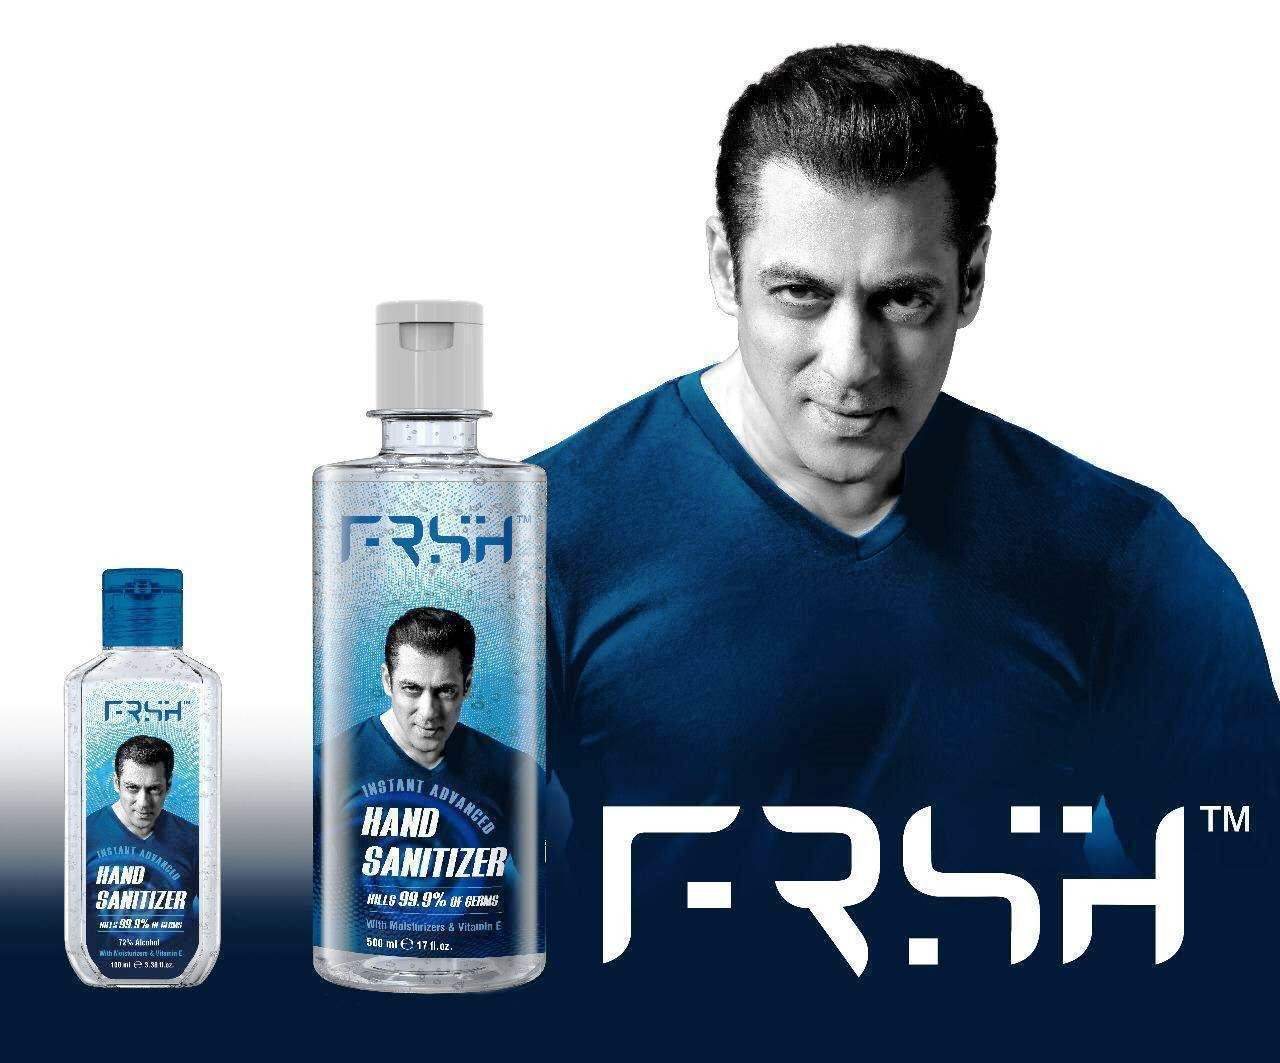 FRSH™
INSTANT ADVANCED
HAND
SANITIZER
KILLS 99.9% OF GERMS
72% Alcohol
With Moisturizers & Vitamin E
100 ml ℮ 3.38 fl.oz.
FRSH™
INSTANT ADVANCED
HAND
SANITIZER
KILLS 99.9% OF GERMS
With Moisturizers & Vitamin E
500 ml ℮ 17 fl.oz.
FRSH™